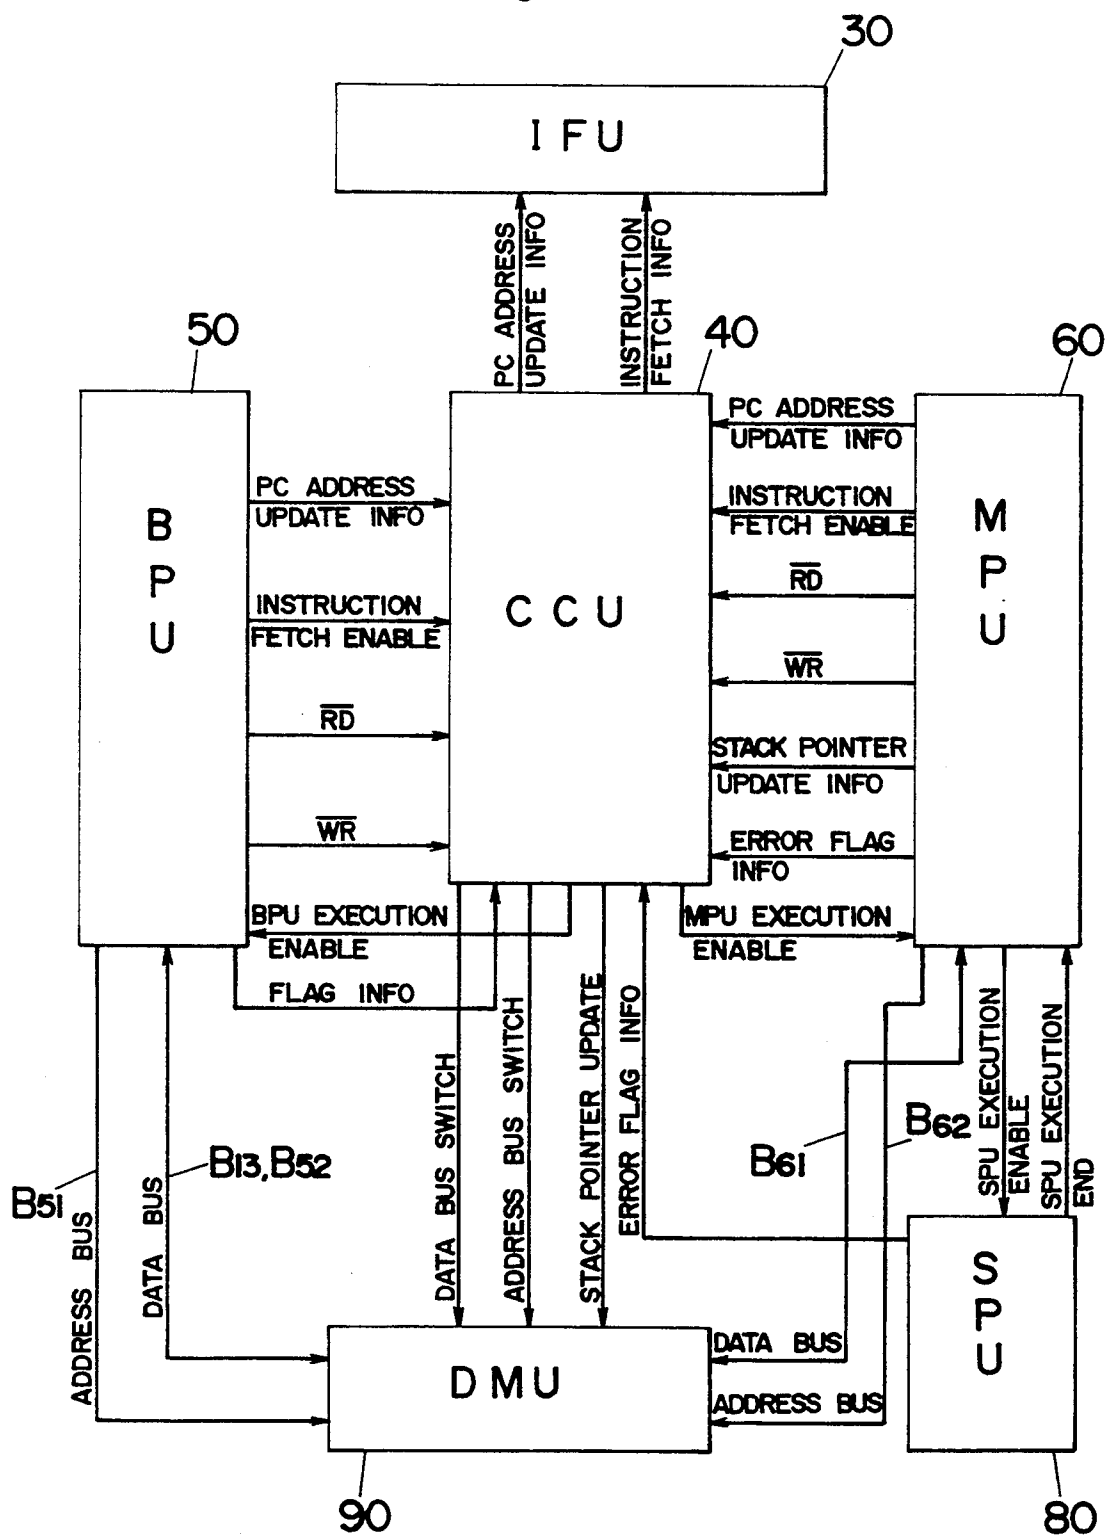 30
IFU
PC ADDRESS
UPDATE INFO
INSTRUCTION
FETCH INFO
50
40
60
BPU
CCU
MPU
PC ADDRESS
UPDATE INFO
INSTRUCTION
FETCH ENABLE
RD
WR
PC ADDRESS
UPDATE INFO
INSTRUCTION
FETCH ENABLE
RD
WR
STACK POINTER
UPDATE INFO
ERROR FLAG
INFO
BPU EXECUTION
ENABLE
FLAG INFO
MPU EXECUTION
ENABLE
B51
ADDRESS BUS
DATA BUS
B13,B52
DATA BUS SWITCH
ADDRESS BUS SWITCH
STACK POINTER UPDATE
ERROR FLAG INFO
B61
B62
SPU EXECUTION
ENABLE
SPU EXECUTION
END
DATA BUS
ADDRESS BUS
DMU
SPU
90
80